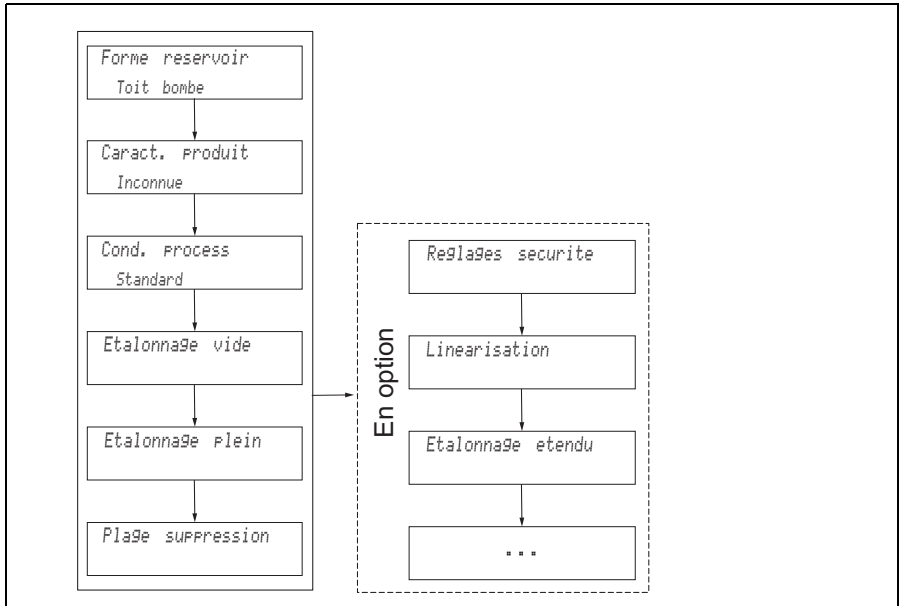 Forme reservoir
Toit bombe
Caract. produit
Inconnue
Cond. process
Standard
Etalonnage vide
Etalonnage plein
Plage suppression
En option
Reglages securite
Linearisation
Etalonnage etendu
...